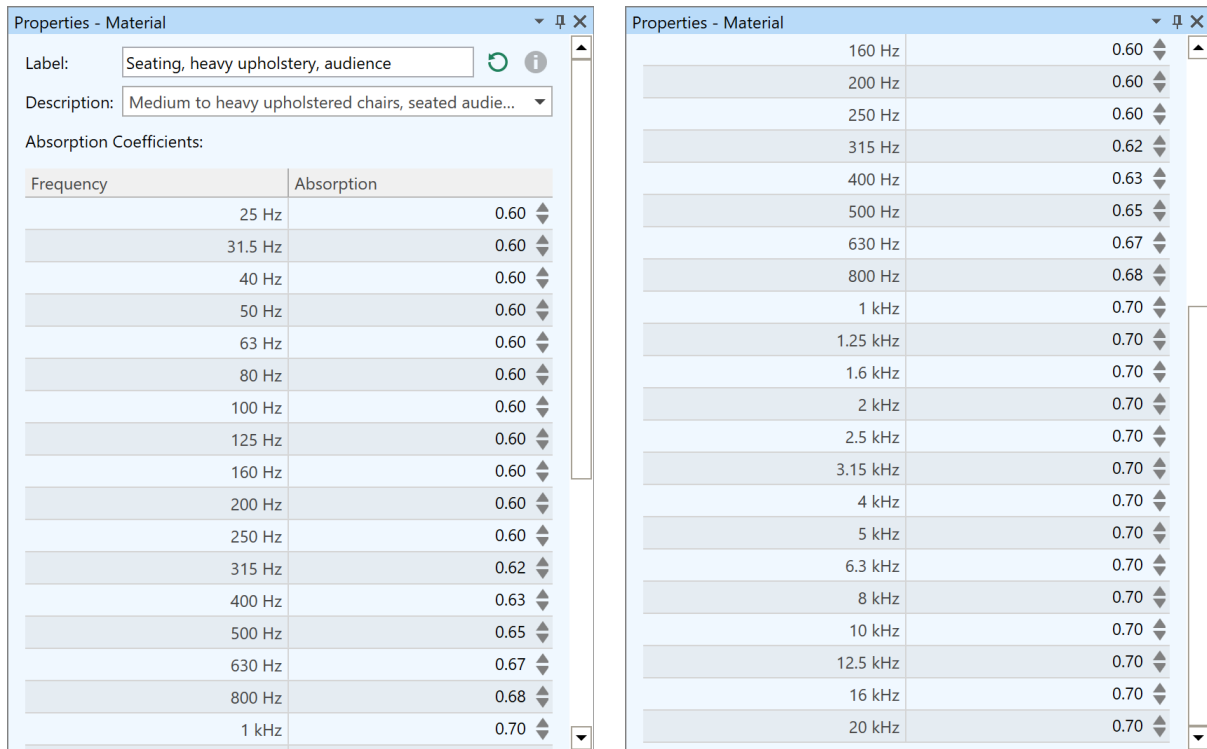 Properties - Material
Label: Seating, heavy upholstery, audience
Description: Medium to heavy upholstered chairs, seated audie...
Absorption Coefficients:
Frequency Absorption
25 Hz 0.60
31.5 Hz 0.60
40 Hz 0.60
50 Hz 0.60
63 Hz 0.60
80 Hz 0.60
100 Hz 0.60
125 Hz 0.60
160 Hz 0.60
200 Hz 0.60
250 Hz 0.60
315 Hz 0.62
400 Hz 0.63
500 Hz 0.65
630 Hz 0.67
800 Hz 0.68
1 kHz 0.70
Properties - Material
160 Hz 0.60
200 Hz 0.60
250 Hz 0.60
315 Hz 0.62
400 Hz 0.63
500 Hz 0.65
630 Hz 0.67
800 Hz 0.68
1 kHz 0.70
1.25 kHz 0.70
1.6 kHz 0.70
2 kHz 0.70
2.5 kHz 0.70
3.15 kHz 0.70
4 kHz 0.70
5 kHz 0.70
6.3 kHz 0.70
8 kHz 0.70
10 kHz 0.70
12.5 kHz 0.70
16 kHz 0.70
20 kHz 0.70